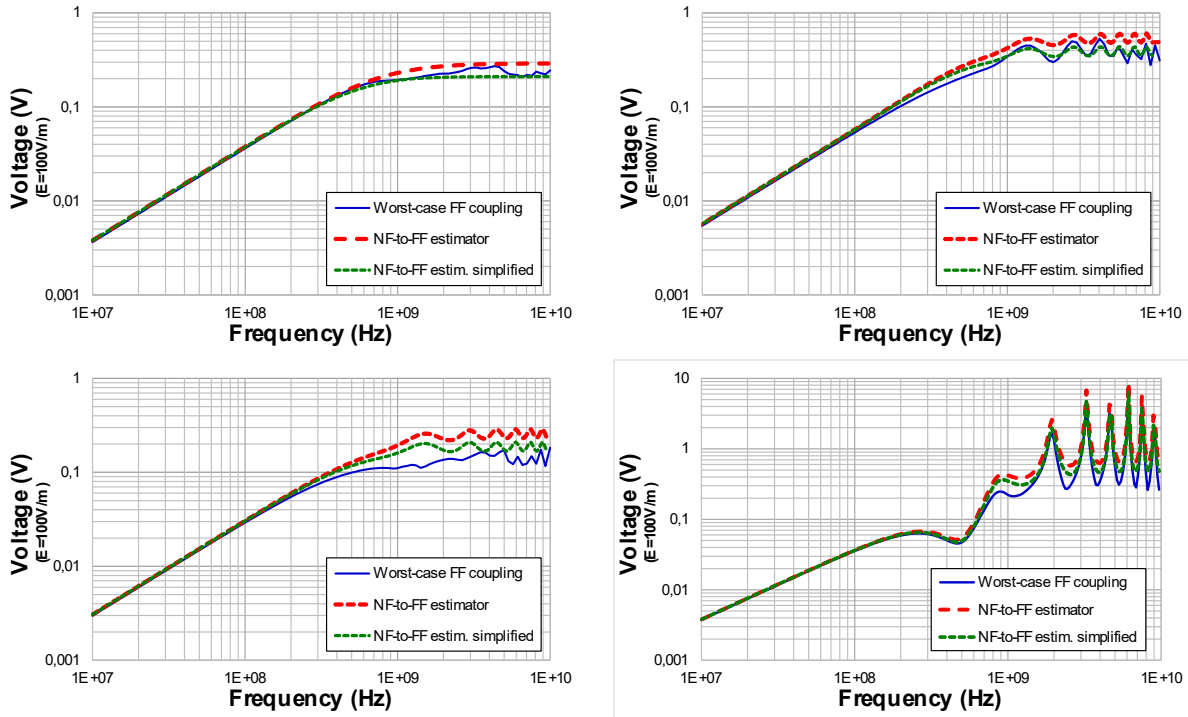 1
0,1
0,01
0,001
Voltage (V)
(E=100V/m)
Worst-case FF coupling
NF-to-FF estimator
NF-to-FF estim. simplified
1E+07
1E+08
1E+09
1E+10
Frequency (Hz)
1
0,1
0,01
0,001
Voltage (V)
(E=100V/m)
Worst-case FF coupling
NF-to-FF estimator
NF-to-FF estim. simplified
1E+07
1E+08
1E+09
1E+10
Frequency (Hz)
1
0,1
0,01
0,001
Voltage (V)
(E=100V/m)
Worst-case FF coupling
NF-to-FF estimator
NF-to-FF estim. simplified
1E+07
1E+08
1E+09
1E+10
Frequency (Hz)
10
1
0,1
0,01
0,001
Voltage (V)
(E=100V/m)
Worst-case FF coupling
NF-to-FF estimator
NF-to-FF estim. simplified
1E+07
1E+08
1E+09
1E+10
Frequency (Hz)